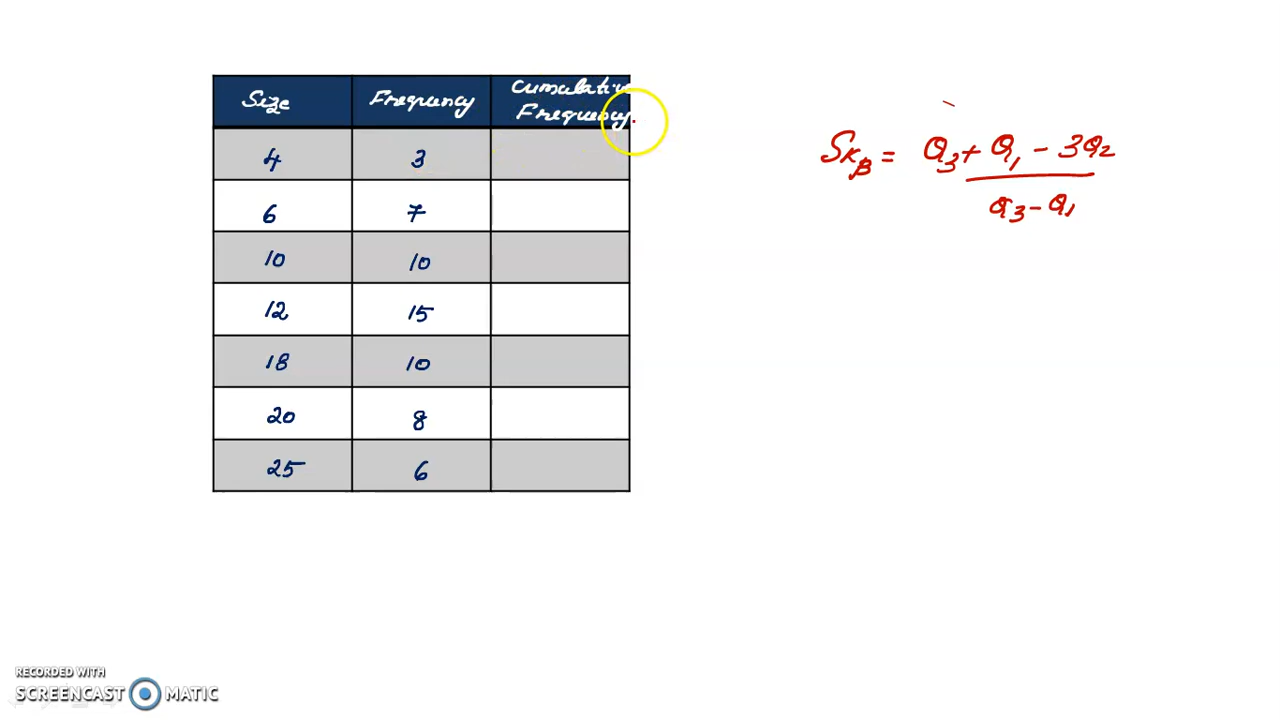 Size Frequency Cumulative Frequency
4 3
6 7
10 10
12 15
18 10
20 8
25 6
Skβ = Q3 + Q1 - 3Q2
Q3 - Q1
RECORDED WITH
SCREENCAST MATIC